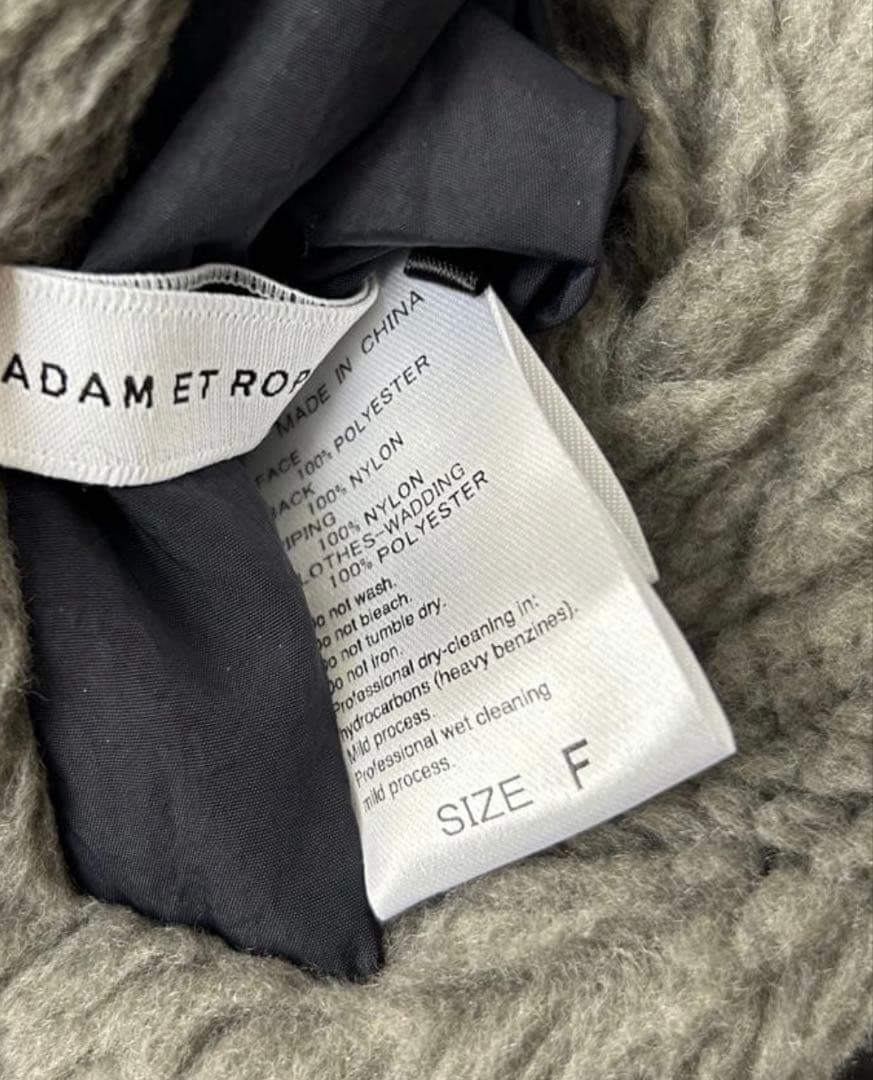 ADAM ET ROP
MADE IN CHINA
FACE
100% POLYESTER
BACK
100% NYLON
PIPING
100% NYLON
CLOTHES-WADDING
100% POLYESTER
Do not wash.
Do not bleach.
Do not tumble dry.
Do not iron.
Professional dry-cleaning in:
hydrocarbons (heavy benzines).
Mild process.
Professional wet cleaning
mild process.
SIZE F